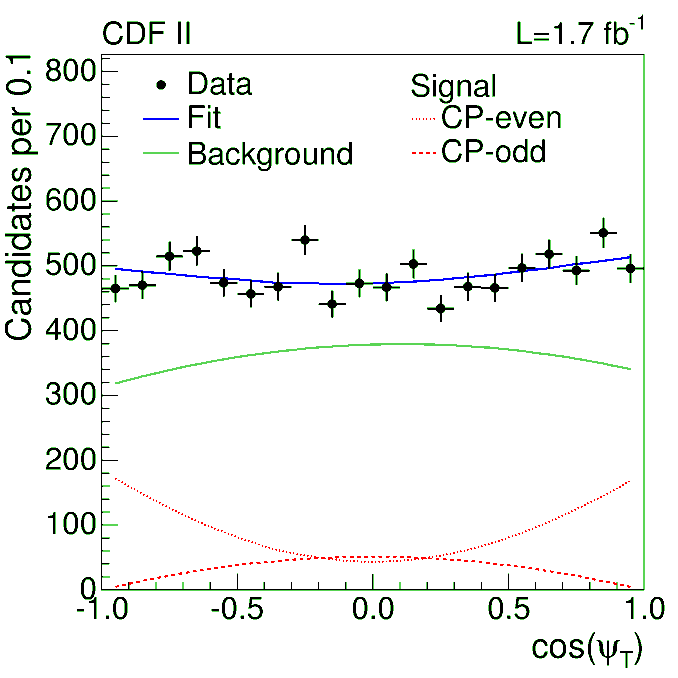 CDF II L=1.7 fb⁻¹
Candidates per 0.1
800
700
600
500
400
300
200
100
0
Data
Fit
Background
Signal
CP-even
CP-odd
-1.0 -0.5 0.0 0.5 1.0
cos(ψ_T)